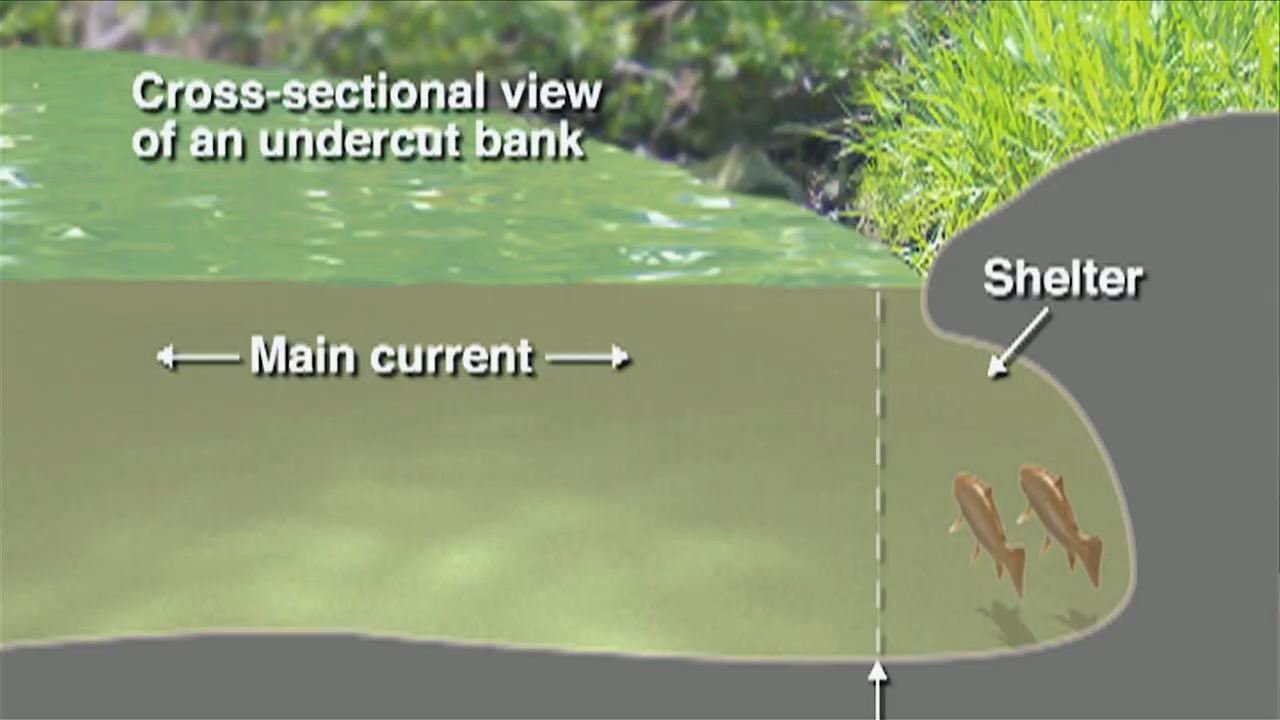 Cross-sectional view
of an undercut bank
Shelter
Main current